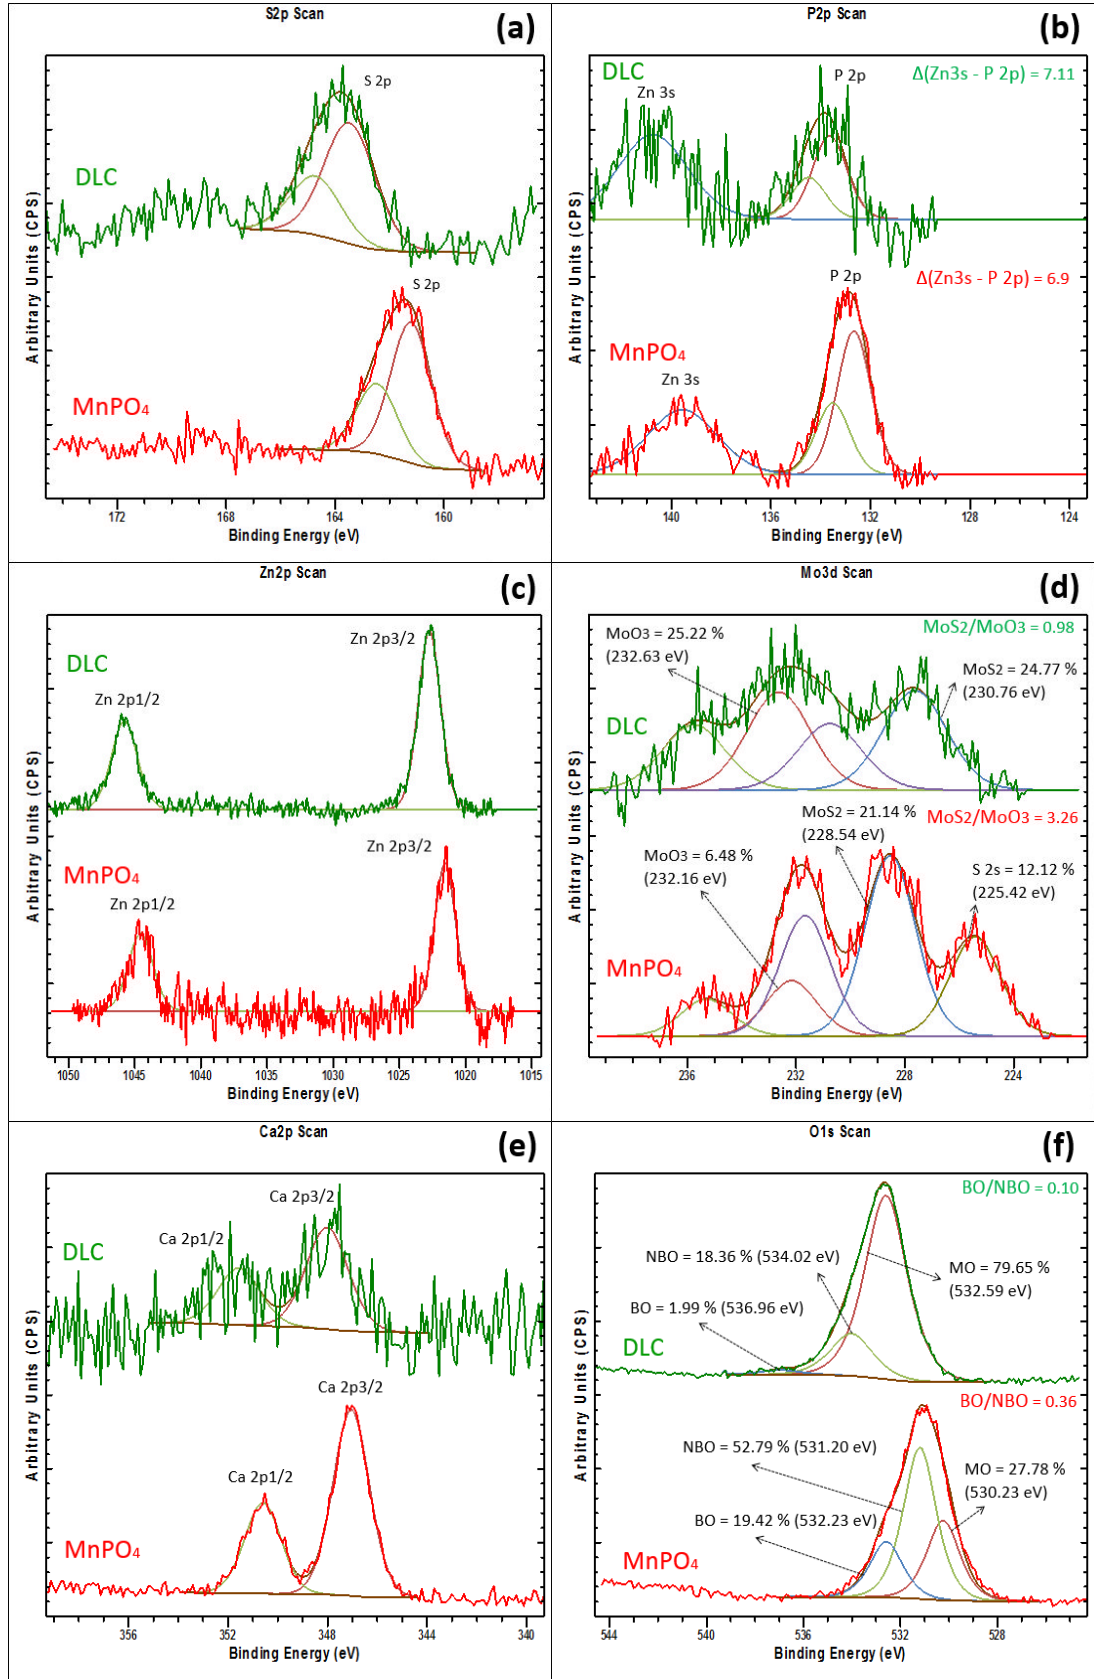 S2p Scan
(a)
S 2p
DLC
S 2p
MnPO₄
Arbitrary Units (CPS)
172 168 164 160
Binding Energy (eV)
P2p Scan
(b)
DLC
Δ(Zn3s - P 2p) = 7.11
Zn 3s
P 2p
Δ(Zn3s - P 2p) = 6.9
P 2p
MnPO₄
Zn 3s
Arbitrary Units (CPS)
140 136 132 128 124
Binding Energy (eV)
Zn2p Scan
(c)
Zn 2p3/2
DLC
Zn 2p1/2
Zn 2p3/2
MnPO₄
Zn 2p1/2
Arbitrary Units (CPS)
1050 1045 1040 1035 1030 1025 1020 1015
Binding Energy (eV)
Mo3d Scan
(d)
MoS2/MoO3 = 0.98
MoO3 = 25.22 %
(232.63 eV)
MoS2 = 24.77 %
(230.76 eV)
DLC
MoS2/MoO3 = 3.26
MoS2 = 21.14 %
(228.54 eV)
MoO3 = 6.48 %
(232.16 eV)
S 2s = 12.12 %
(225.42 eV)
MnPO₄
Arbitrary Units (CPS)
236 232 228 224
Binding Energy (eV)
Ca2p Scan
(e)
Ca 2p3/2
Ca 2p1/2
DLC
Ca 2p3/2
Ca 2p1/2
MnPO₄
Arbitrary Units (CPS)
356 352 348 344 340
Binding Energy (eV)
O1s Scan
(f)
BO/NBO = 0.10
NBO = 18.36 % (534.02 eV)
MO = 79.65 %
(532.59 eV)
BO = 1.99 % (536.96 eV)
DLC
BO/NBO = 0.36
NBO = 52.79 % (531.20 eV)
MO = 27.78 %
(530.23 eV)
BO = 19.42 % (532.23 eV)
MnPO₄
Arbitrary Units (CPS)
544 540 536 532 528
Binding Energy (eV)